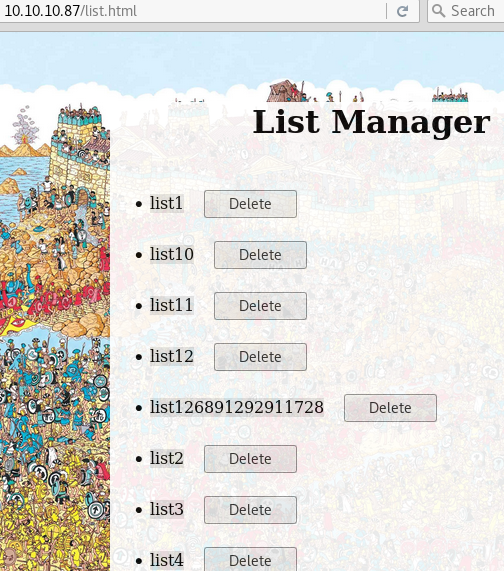 10.10.10.87/list.html Search
List Manager
list1 Delete
list10 Delete
list11 Delete
list12 Delete
list126891292911728 Delete
list2 Delete
list3 Delete
list4 Delete